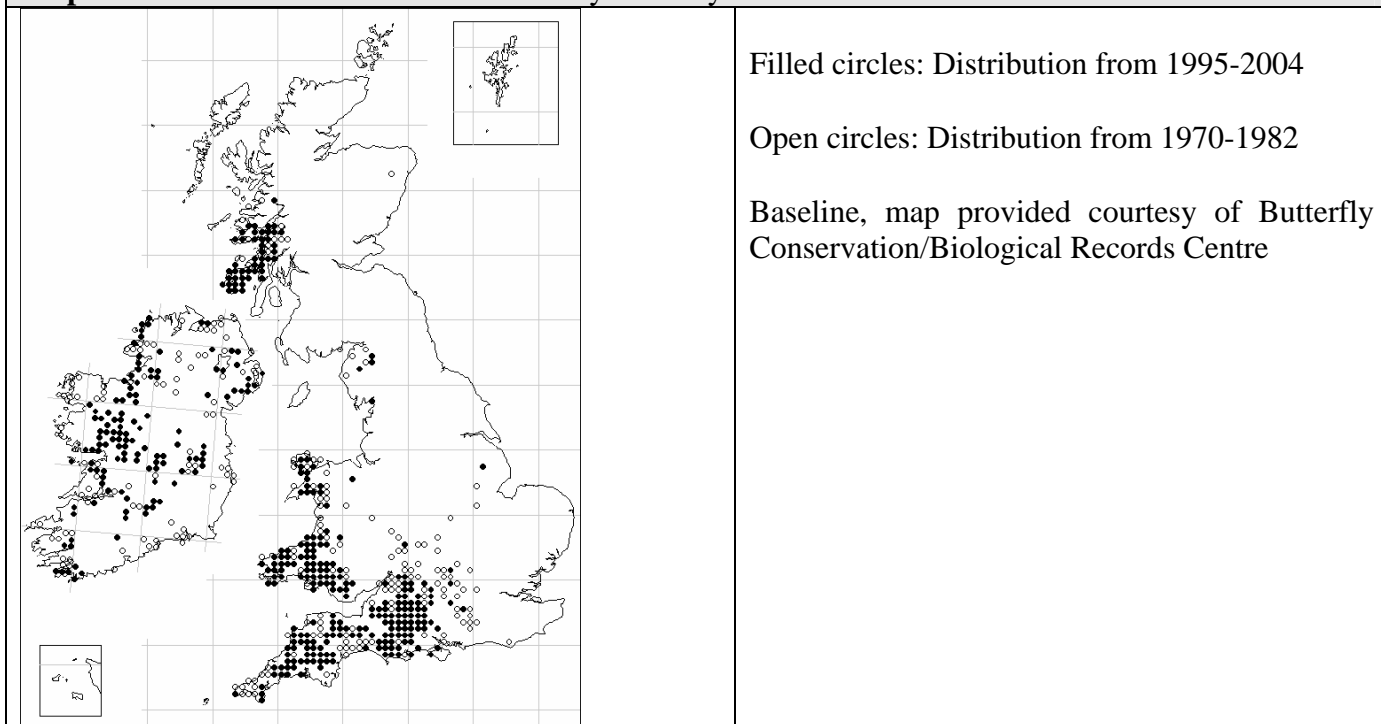 Filled circles: Distribution from 1995-2004
Open circles: Distribution from 1970-1982
Baseline, map provided courtesy of Butterfly
Conservation/Biological Records Centre